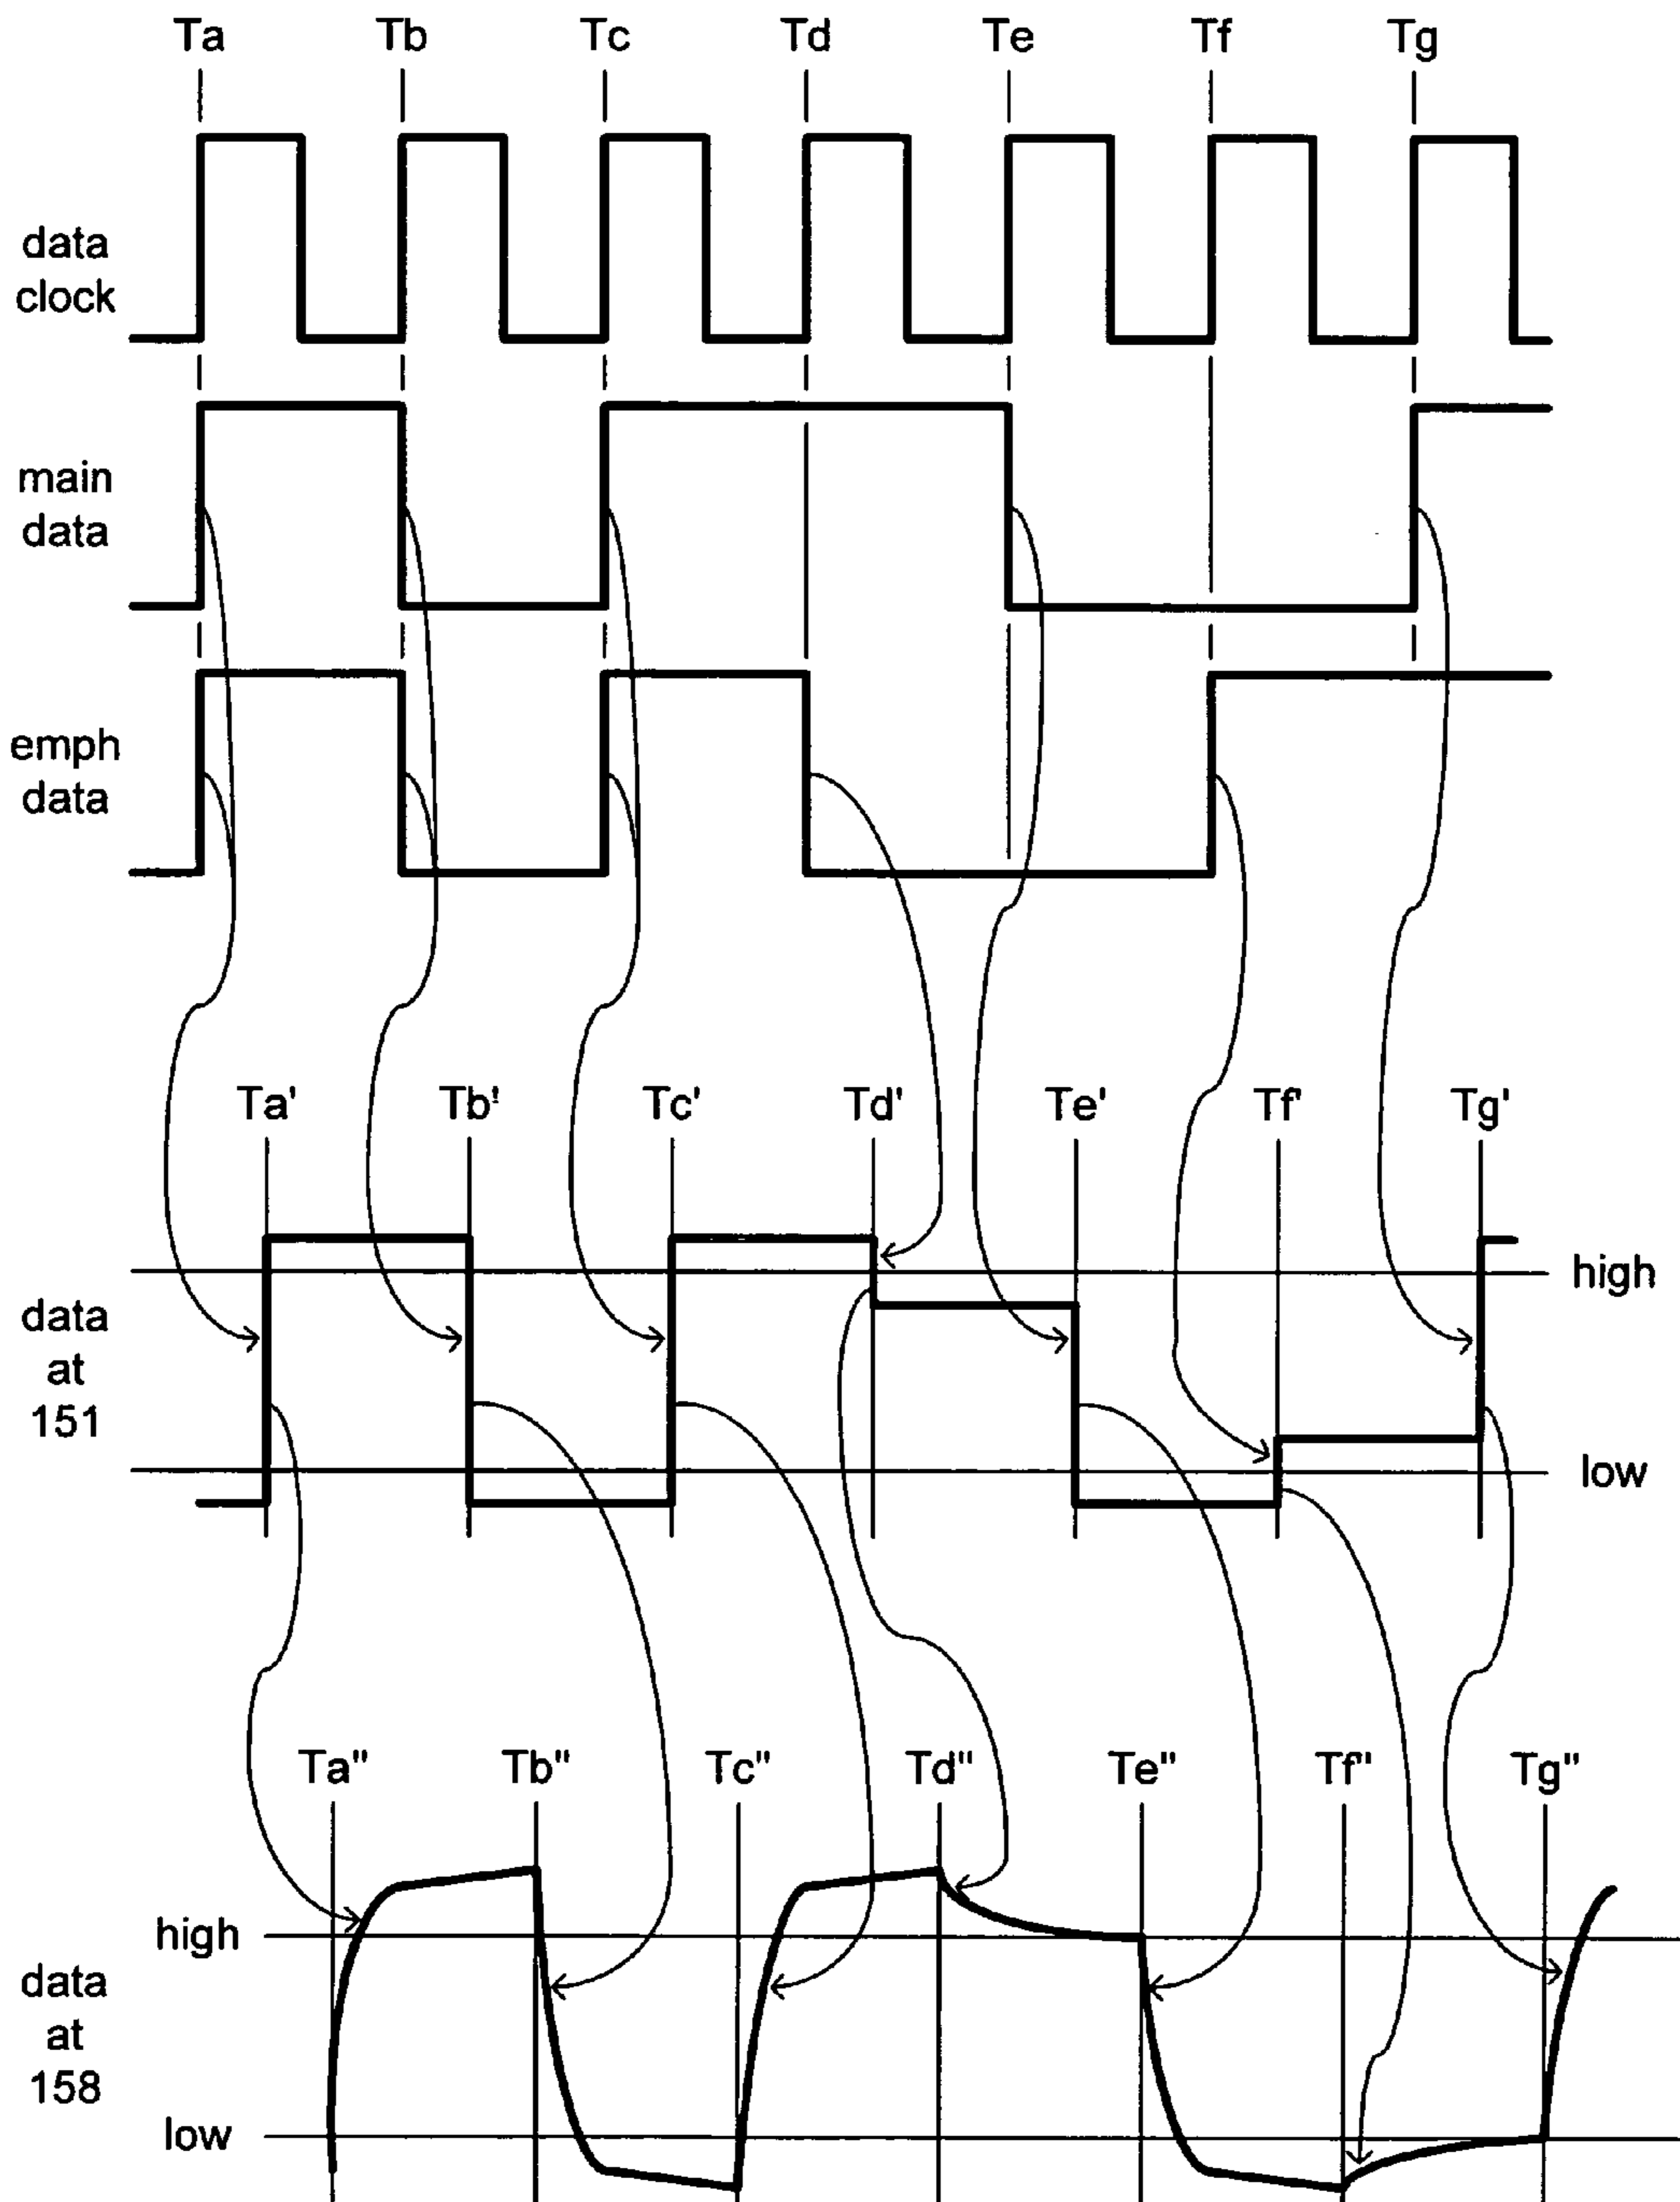 Ta Tb Tc Td Te Tf Tg
data
clock
main
data
emph
data
Ta' Tb' Tc' Td' Te' Tf' Tg'
high
data
at
151
low
Ta" Tb" Tc" Td" Te" Tf" Tg"
high
data
at
158
low